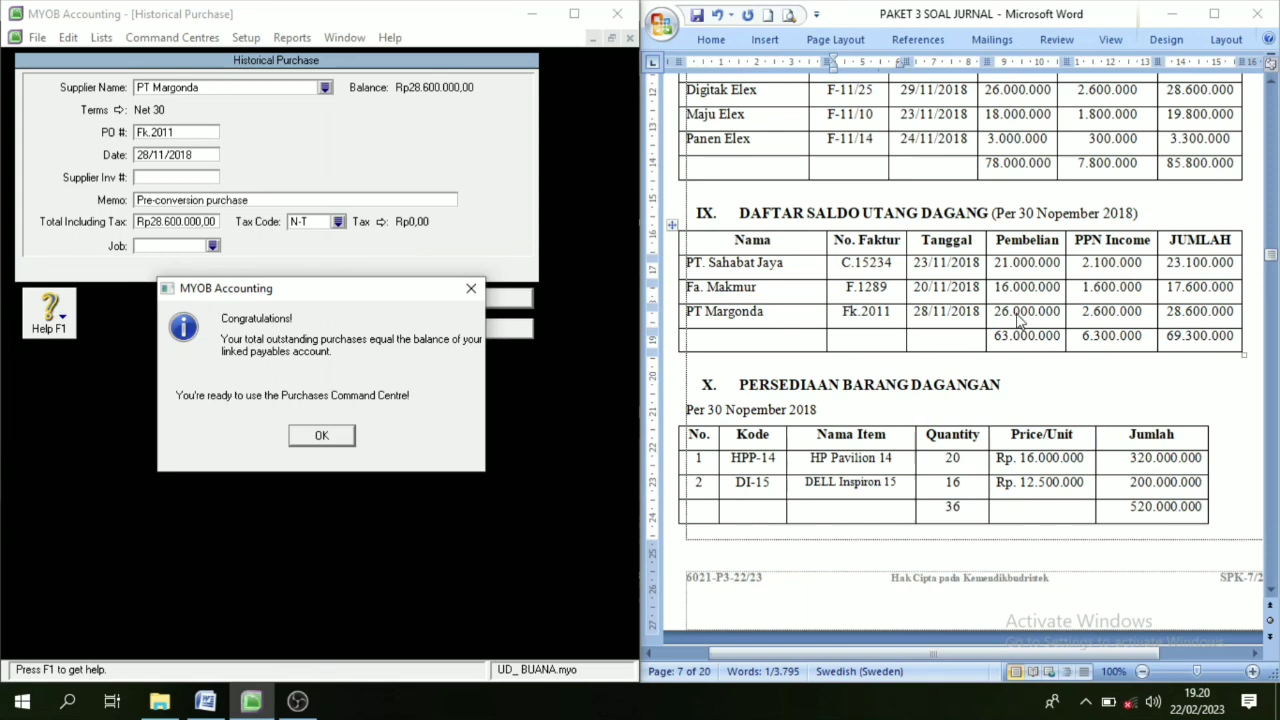 MYOB Accounting - [Historical Purchase]
File Edit Lists Command Centres Setup Reports Window Help
Historical Purchase
Supplier Name: PT Margonda Balance: Rp28.600.000,00
Terms Net 30
PO #: Fk.2011
Date: 28/11/2018
Supplier Inv #:
Memo: Pre-conversion purchase
Total Including Tax: Rp28.600.000,00 Tax Code: N-T Tax Rp0,00
Job:
Help F1
MYOB Accounting
Congratulations!
Your total outstanding purchases equal the balance of your
linked payables account.
You're ready to use the Purchases Command Centre!
OK
Press F1 to get help. UD_ BUANA.myo
PAKET 3 SOAL JURNAL - Microsoft Word
Home Insert Page Layout References Mailings Review View Design Layout
Digitak Elex F-11/25 29/11/2018 26.000.000 2.600.000 28.600.000
Maju Elex F-11/10 23/11/2018 18.000.000 1.800.000 19.800.000
Panen Elex F-11/14 24/11/2018 3.000.000 300.000 3.300.000
78.000.000 7.800.000 85.800.000
IX. DAFTAR SALDO UTANG DAGANG (Per 30 Nopember 2018)
Nama No. Faktur Tanggal Pembelian PPN Income JUMLAH
PT. Sahabat Jaya C.15234 23/11/2018 21.000.000 2.100.000 23.100.000
Fa. Makmur F.1289 20/11/2018 16.000.000 1.600.000 17.600.000
PT Margonda Fk.2011 28/11/2018 26.000.000 2.600.000 28.600.000
63.000.000 6.300.000 69.300.000
X. PERSEDIAAN BARANG DAGANGAN
Per 30 Nopember 2018
No. Kode Nama Item Quantity Price/Unit Jumlah
1 HPP-14 HP Pavilion 14 20 Rp. 16.000.000 320.000.000
2 DI-15 DELL Inspiron 15 16 Rp. 12.500.000 200.000.000
36 520.000.000
6021-P3-22/23 Hak Cipta pada Kemendikbudristek SPK-7/2
Activate Windows
Go to Settings to activate Windows.
Page: 7 of 20 Words: 1/3.795 Swedish (Sweden) 100%
19.20
22/02/2023